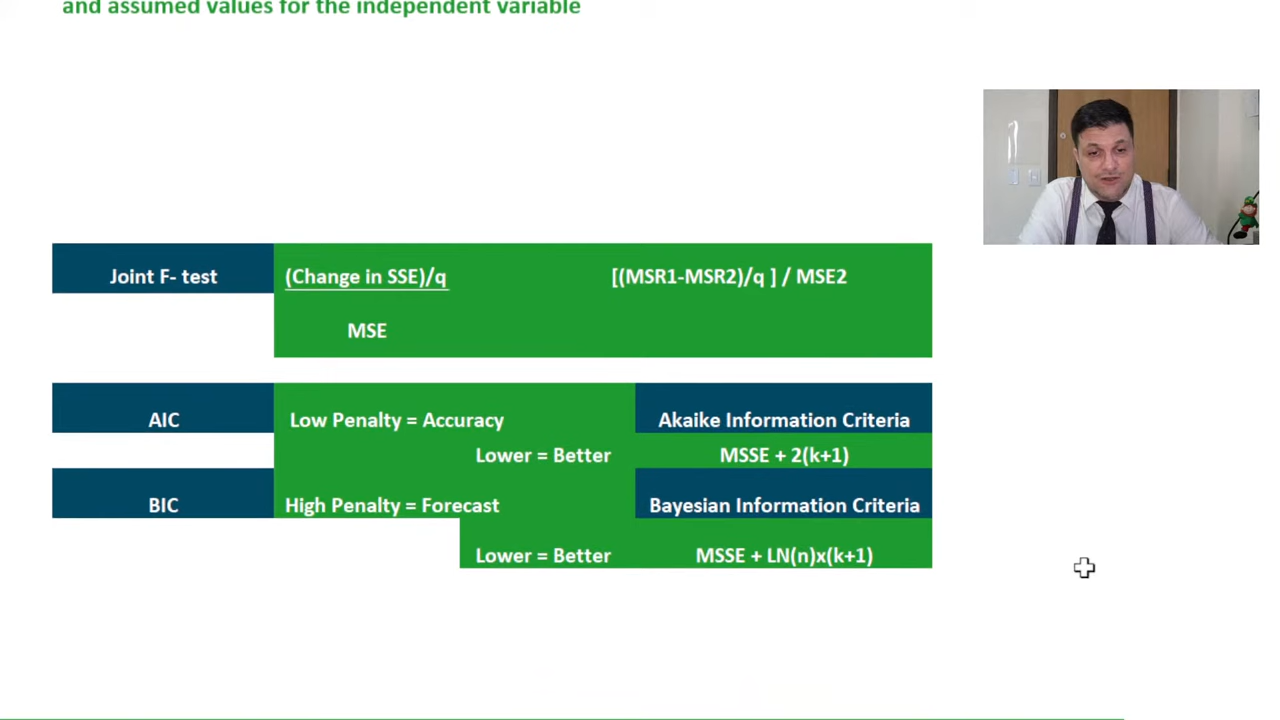 and assumed values for the independent variable
Joint F- test
(Change in SSE)/q
[(MSR1-MSR2)/q ] / MSE2
MSE
AIC
Low Penalty = Accuracy
Akaike Information Criteria
Lower = Better
MSSE + 2(k+1)
BIC
High Penalty = Forecast
Bayesian Information Criteria
Lower = Better
MSSE + LN(n)x(k+1)